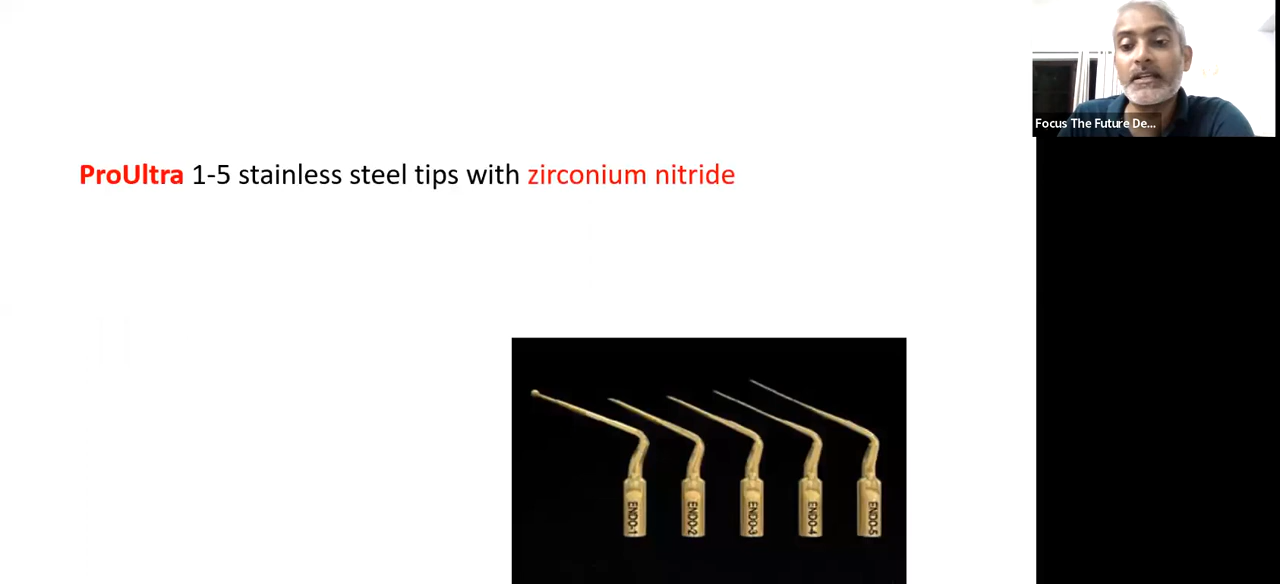 Focus The Future De...
ProUltra 1-5 stainless steel tips with zirconium nitride
ENDO-1 ENDO-2 ENDO-3 ENDO-4 ENDO-5